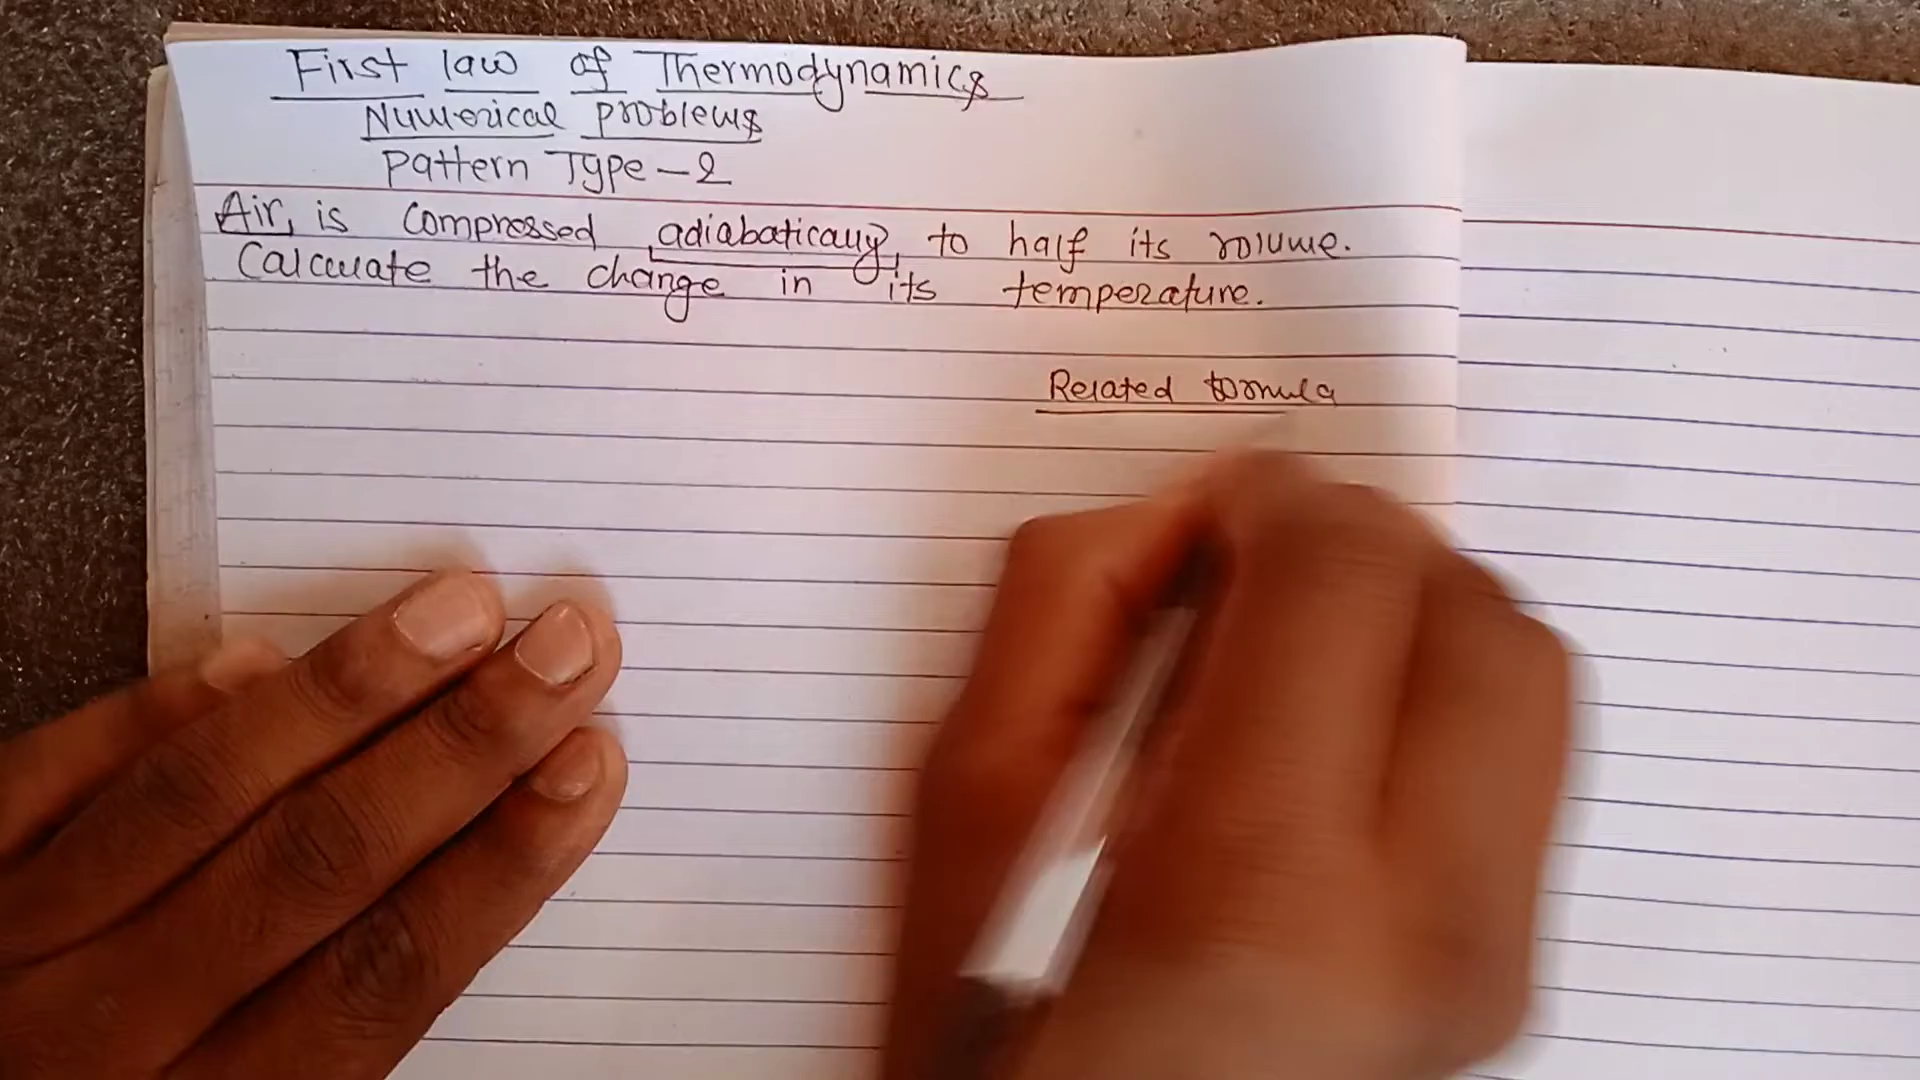 First law of Thermodynamics
Numerical problems
Pattern Type-2
Air, is compressed adiabatically, to half its volume.
Calculate the change in its temperature.
Related formula